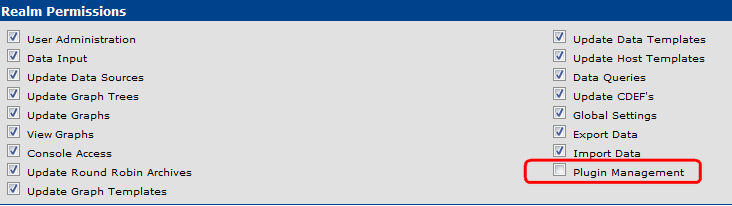 Realm Permissions
User Administration
Data Input
Update Data Sources
Update Graph Trees
Update Graphs
View Graphs
Console Access
Update Round Robin Archives
Update Graph Templates
Update Data Templates
Update Host Templates
Data Queries
Update CDEF's
Global Settings
Export Data
Import Data
Plugin Management